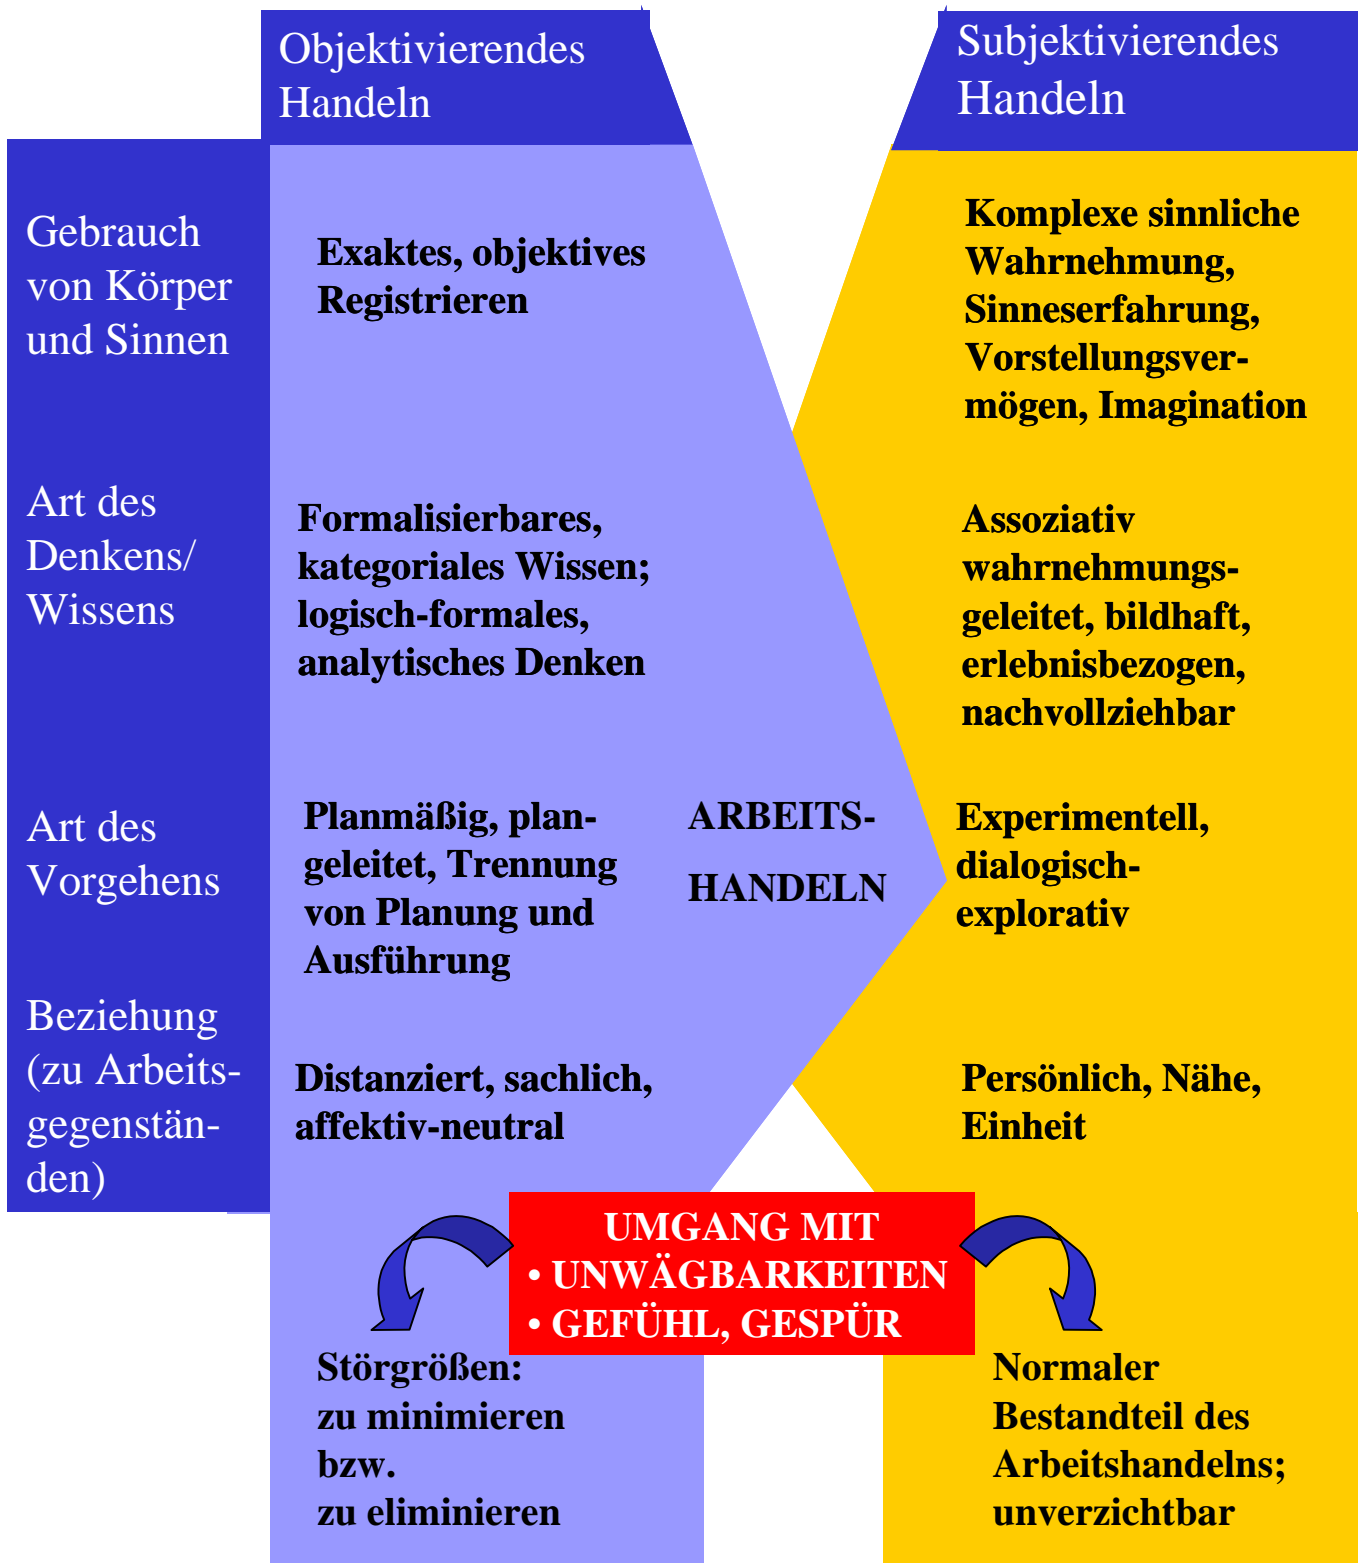 Objektivierendes
Handeln
Subjektivierendes
Handeln
Gebrauch
von Körper
und Sinnen
Exaktes, objektives
Registrieren
Komplexe sinnliche
Wahrnehmung,
Sinneserfahrung,
Vorstellungsver-
mögen, Imagination
Art des
Denkens/
Wissens
Formalisierbares,
kategoriales Wissen;
logisch-formales,
analytisches Denken
Assoziativ
wahrnehmungs-
geleitet, bildhaft,
erlebnisbezogen,
nachvollziehbar
Art des
Vorgehens
Planmäßig, plan-
geleitet, Trennung
von Planung und
Ausführung
ARBEITS-
HANDELN
Experimentell,
dialogisch-
explorativ
Beziehung
(zu Arbeits-
gegenstän-
den)
Distanziert, sachlich,
affektiv-neutral
Persönlich, Nähe,
Einheit
UMGANG MIT
• UNWÄGBARKEITEN
• GEFÜHL, GESPÜR
Störgrößen:
zu minimieren
bzw.
zu eliminieren
Normaler
Bestandteil des
Arbeitshandelns;
unverzichtbar